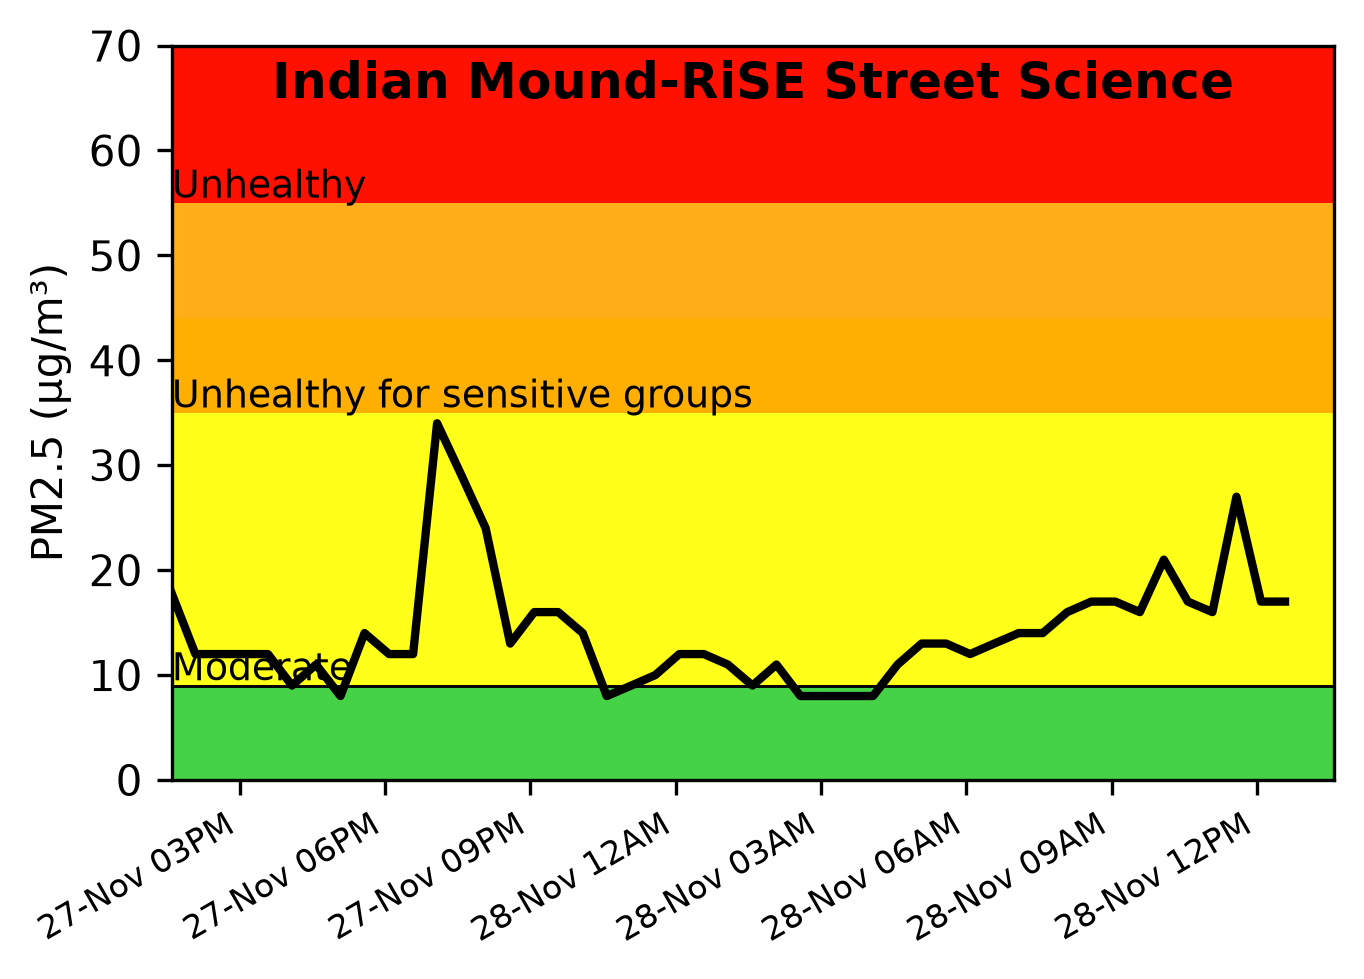 Indian Mound-RiSE Street Science
PM2.5 (µg/m³)
70
60
50
40
30
20
10
0
Unhealthy
Unhealthy for sensitive groups
Moderate
27-Nov 03PM
27-Nov 06PM
27-Nov 09PM
28-Nov 12AM
28-Nov 03AM
28-Nov 06AM
28-Nov 09AM
28-Nov 12PM